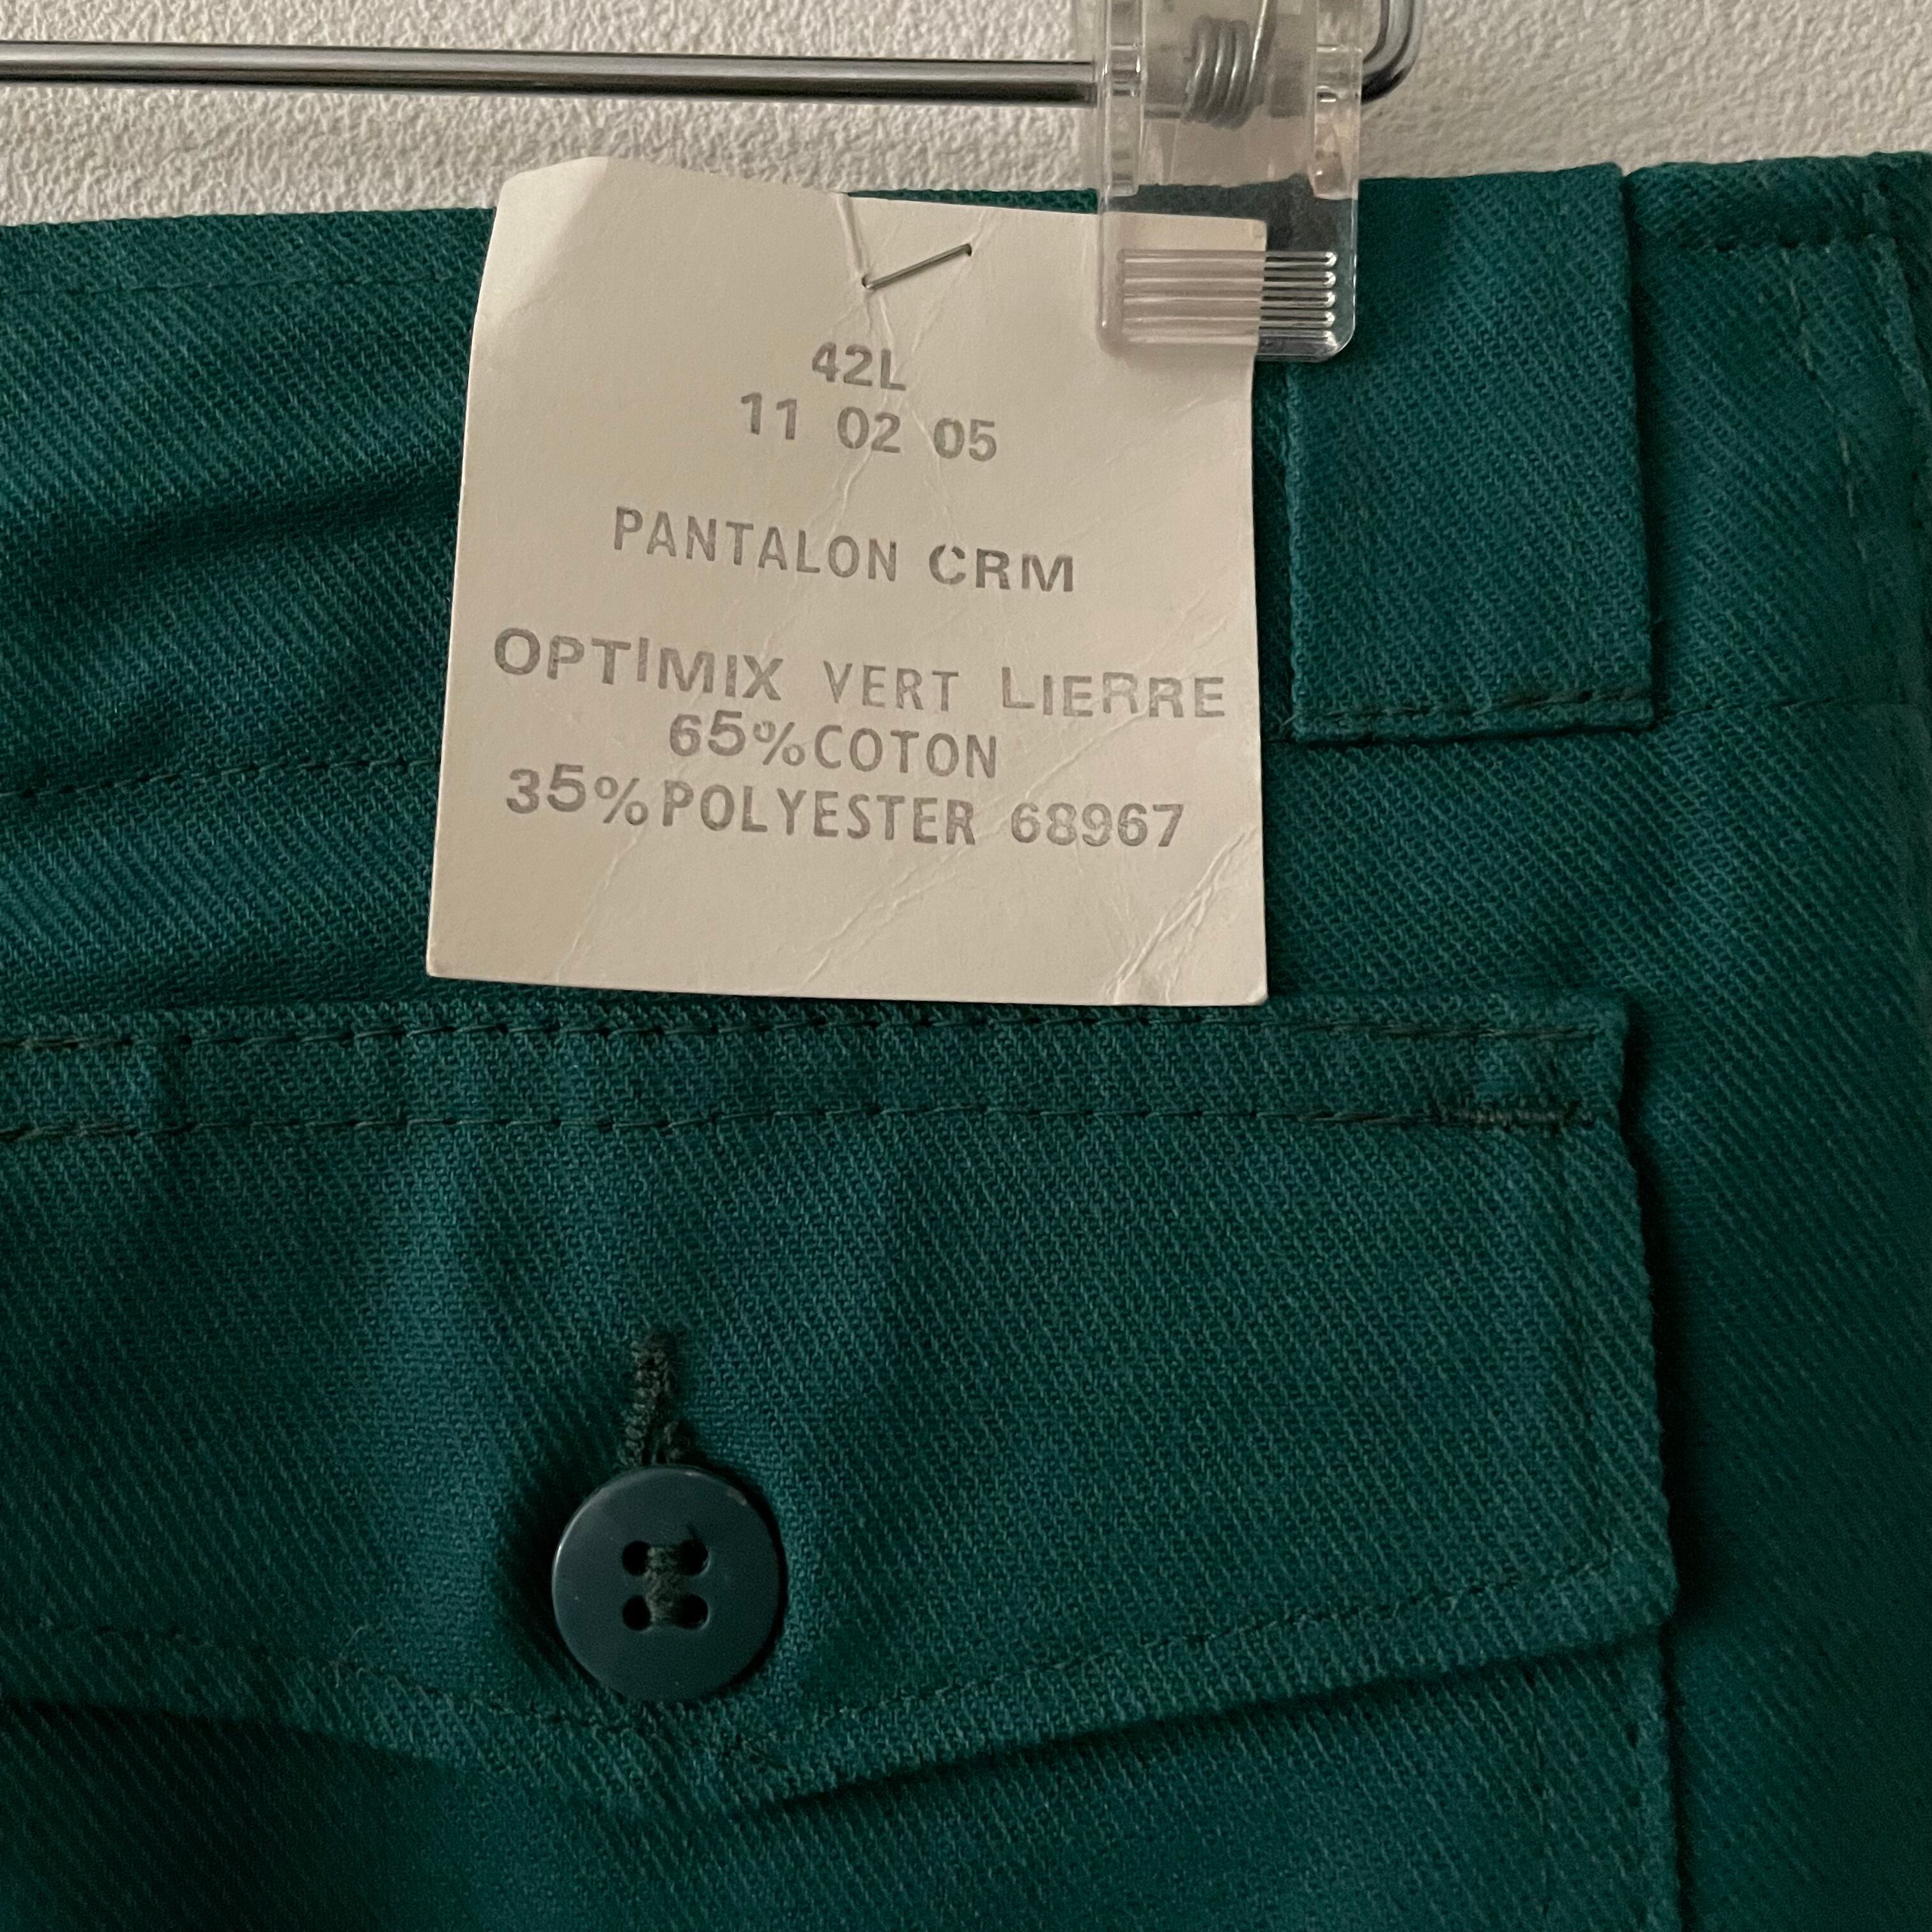 42L
11 02 05
PANTALON CRM
OPTIMIX VERT LIERRE
65%COTON
35%POLYESTER 68967